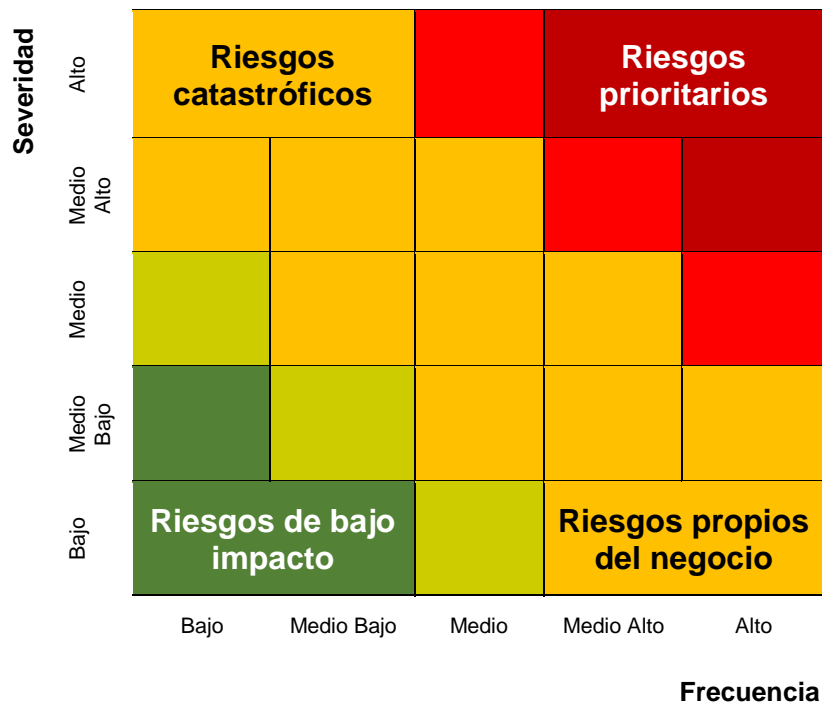 Severidad
Alto
Riesgos
catastróficos
Riesgos
prioritarios
Medio
Alto
Medio
Medio
Bajo
Bajo
Riesgos de bajo
impacto
Riesgos propios
del negocio
Bajo
Medio Bajo
Medio
Medio Alto
Alto
Frecuencia